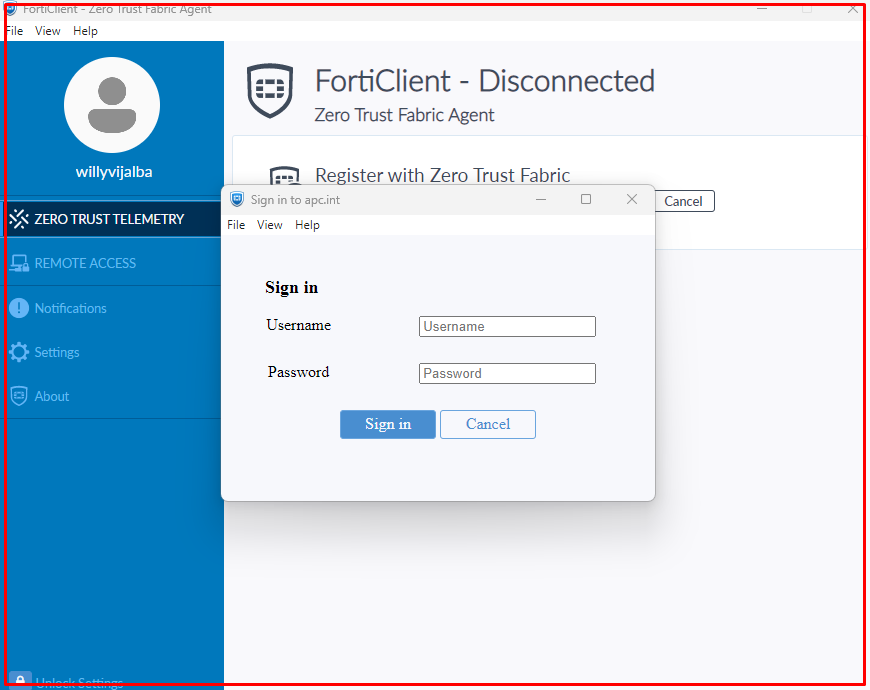 FortiClient - Zero Trust Fabric Agent
File View Help
willyvijalba
ZERO TRUST TELEMETRY
REMOTE ACCESS
Notifications
Settings
About
Unlock Settings
FortiClient - Disconnected
Zero Trust Fabric Agent
Register with Zero Trust Fabric
Cancel
Sign in to apc.int
File View Help
Sign in
Username Username
Password Password
Sign in Cancel